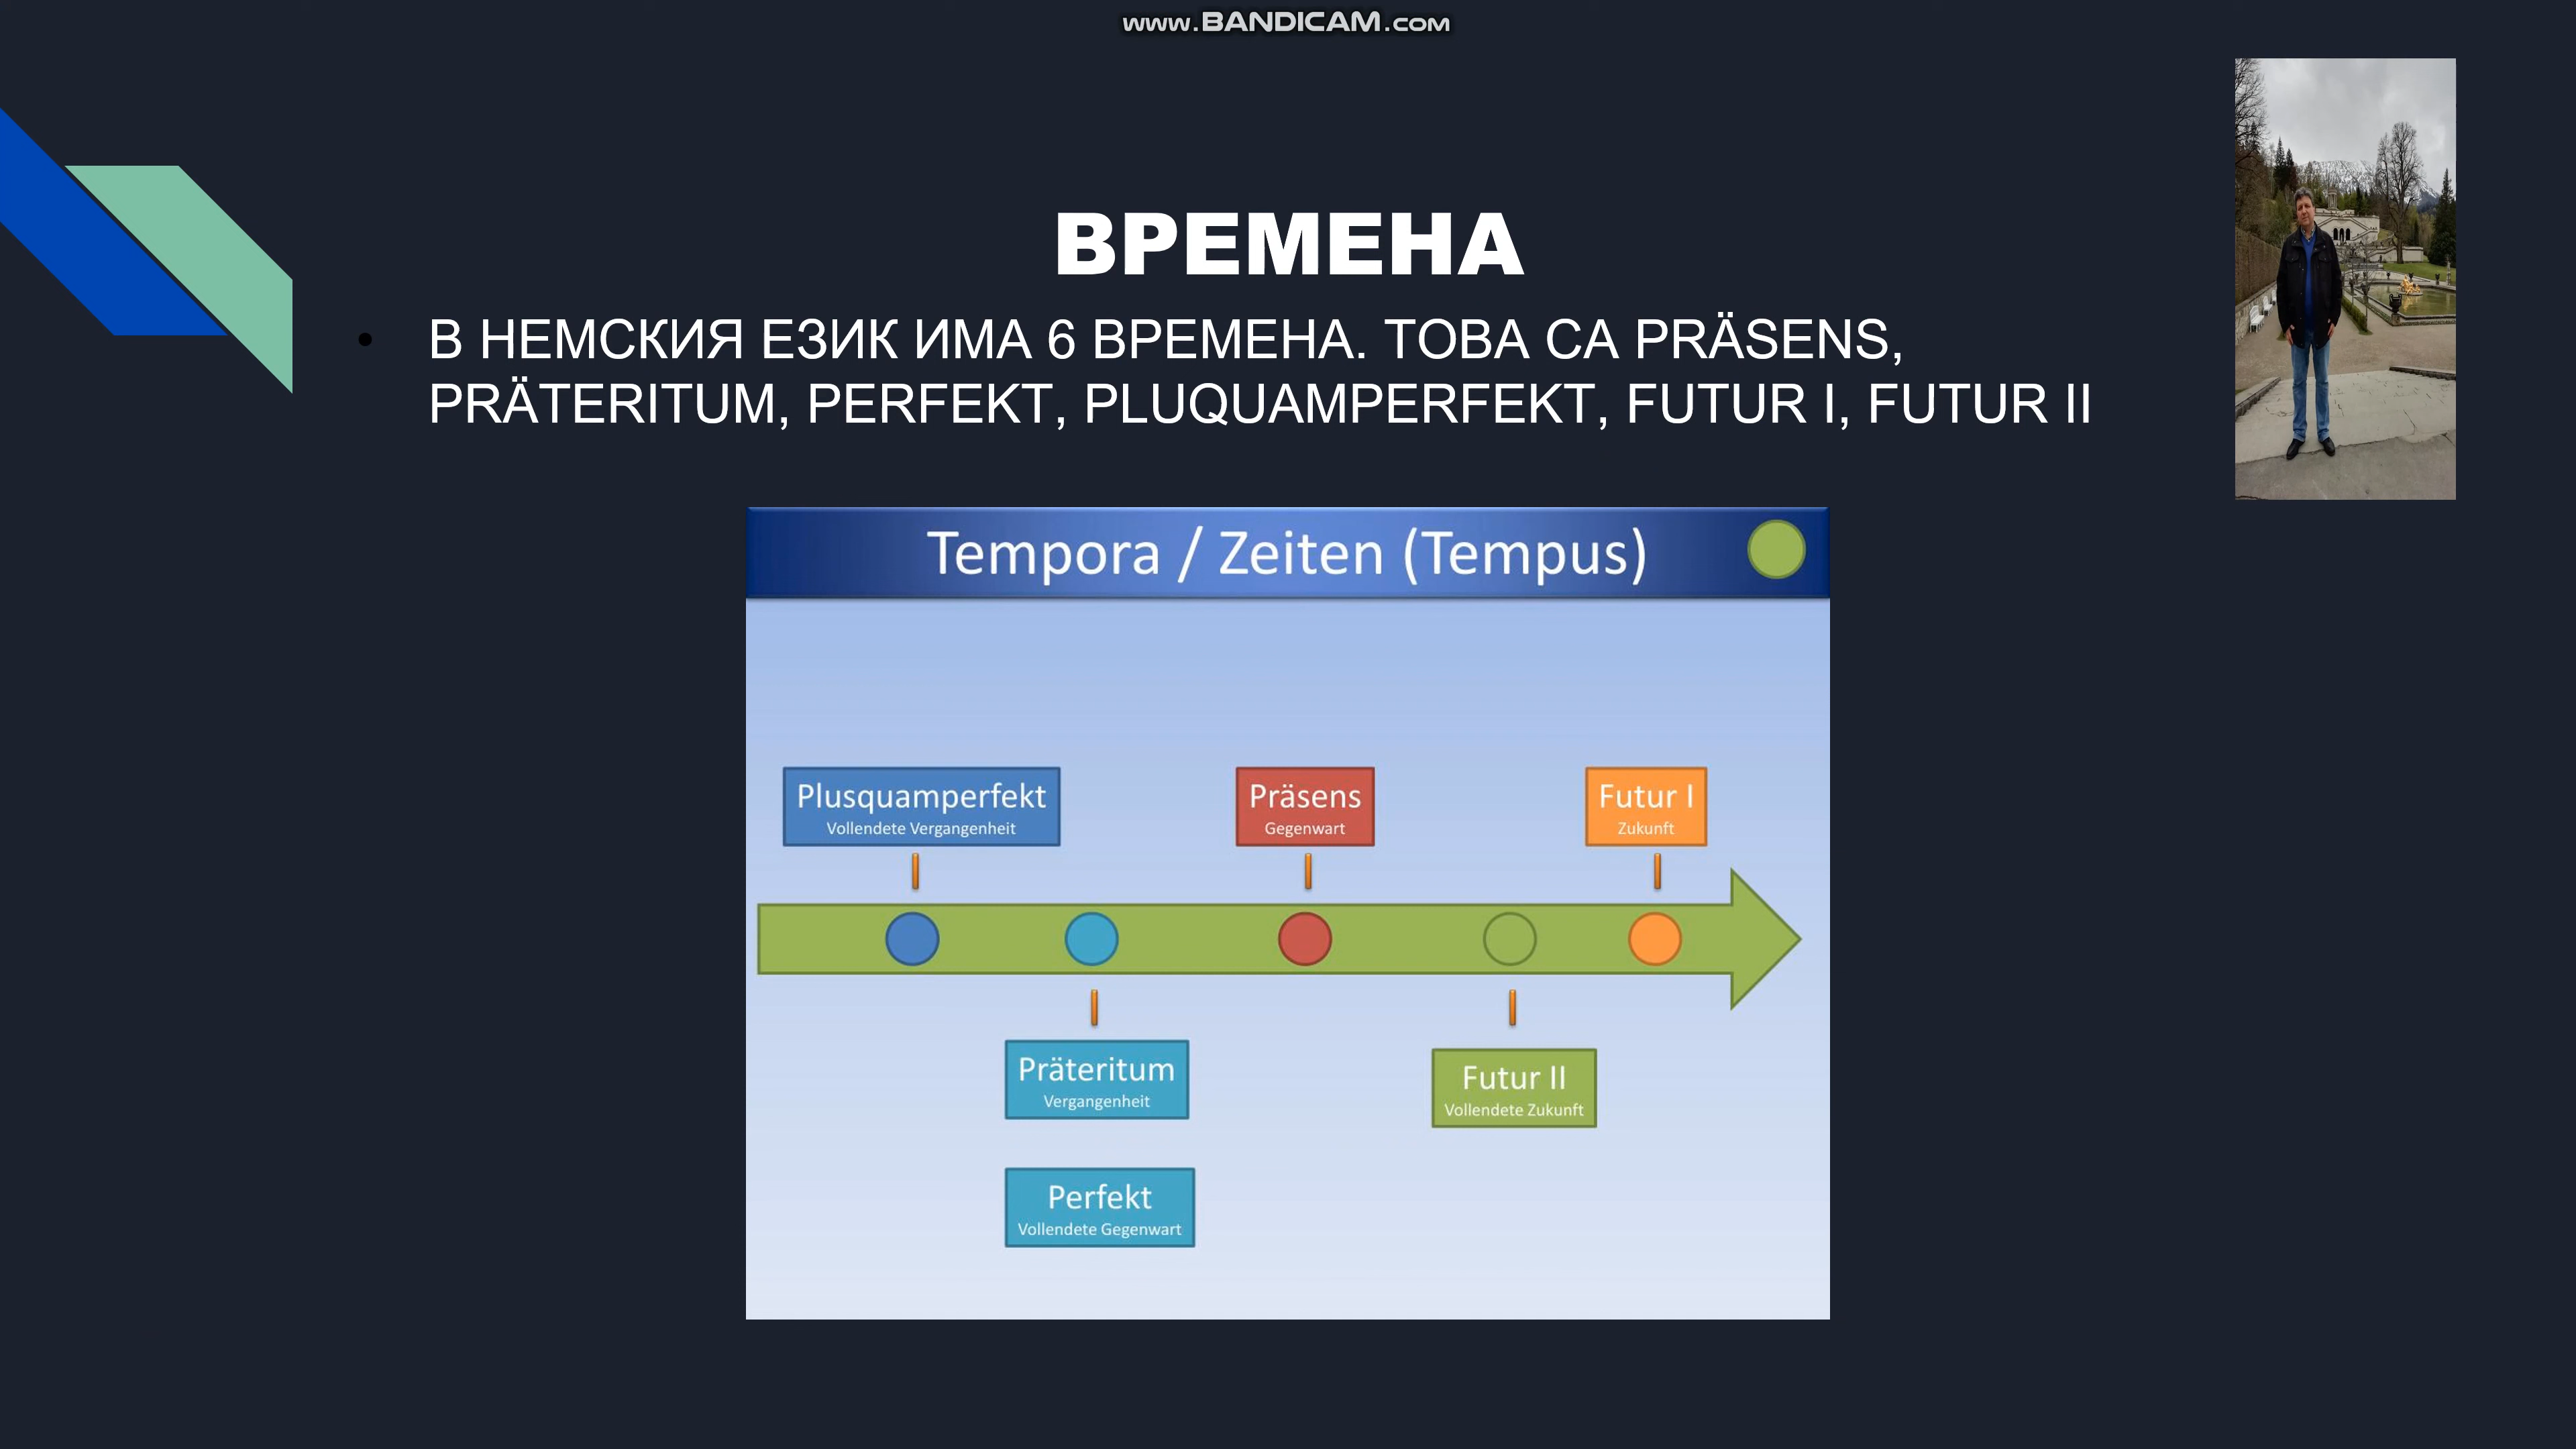 www.BANDICAM.com
ВРЕМЕНА
• В НЕМСКИЯ ЕЗИК ИМА 6 ВРЕМЕНА. ТОВА СА PRÄSENS,
PRÄTERITUM, PERFEKT, PLUQUAMPERFEKT, FUTUR I, FUTUR II
Tempora / Zeiten (Tempus)
Plusquamperfekt
Vollendete Vergangenheit
Präsens
Gegenwart
Futur I
Zukunft
Präteritum
Vergangenheit
Futur II
Vollendete Zukunft
Perfekt
Vollendete Gegenwart